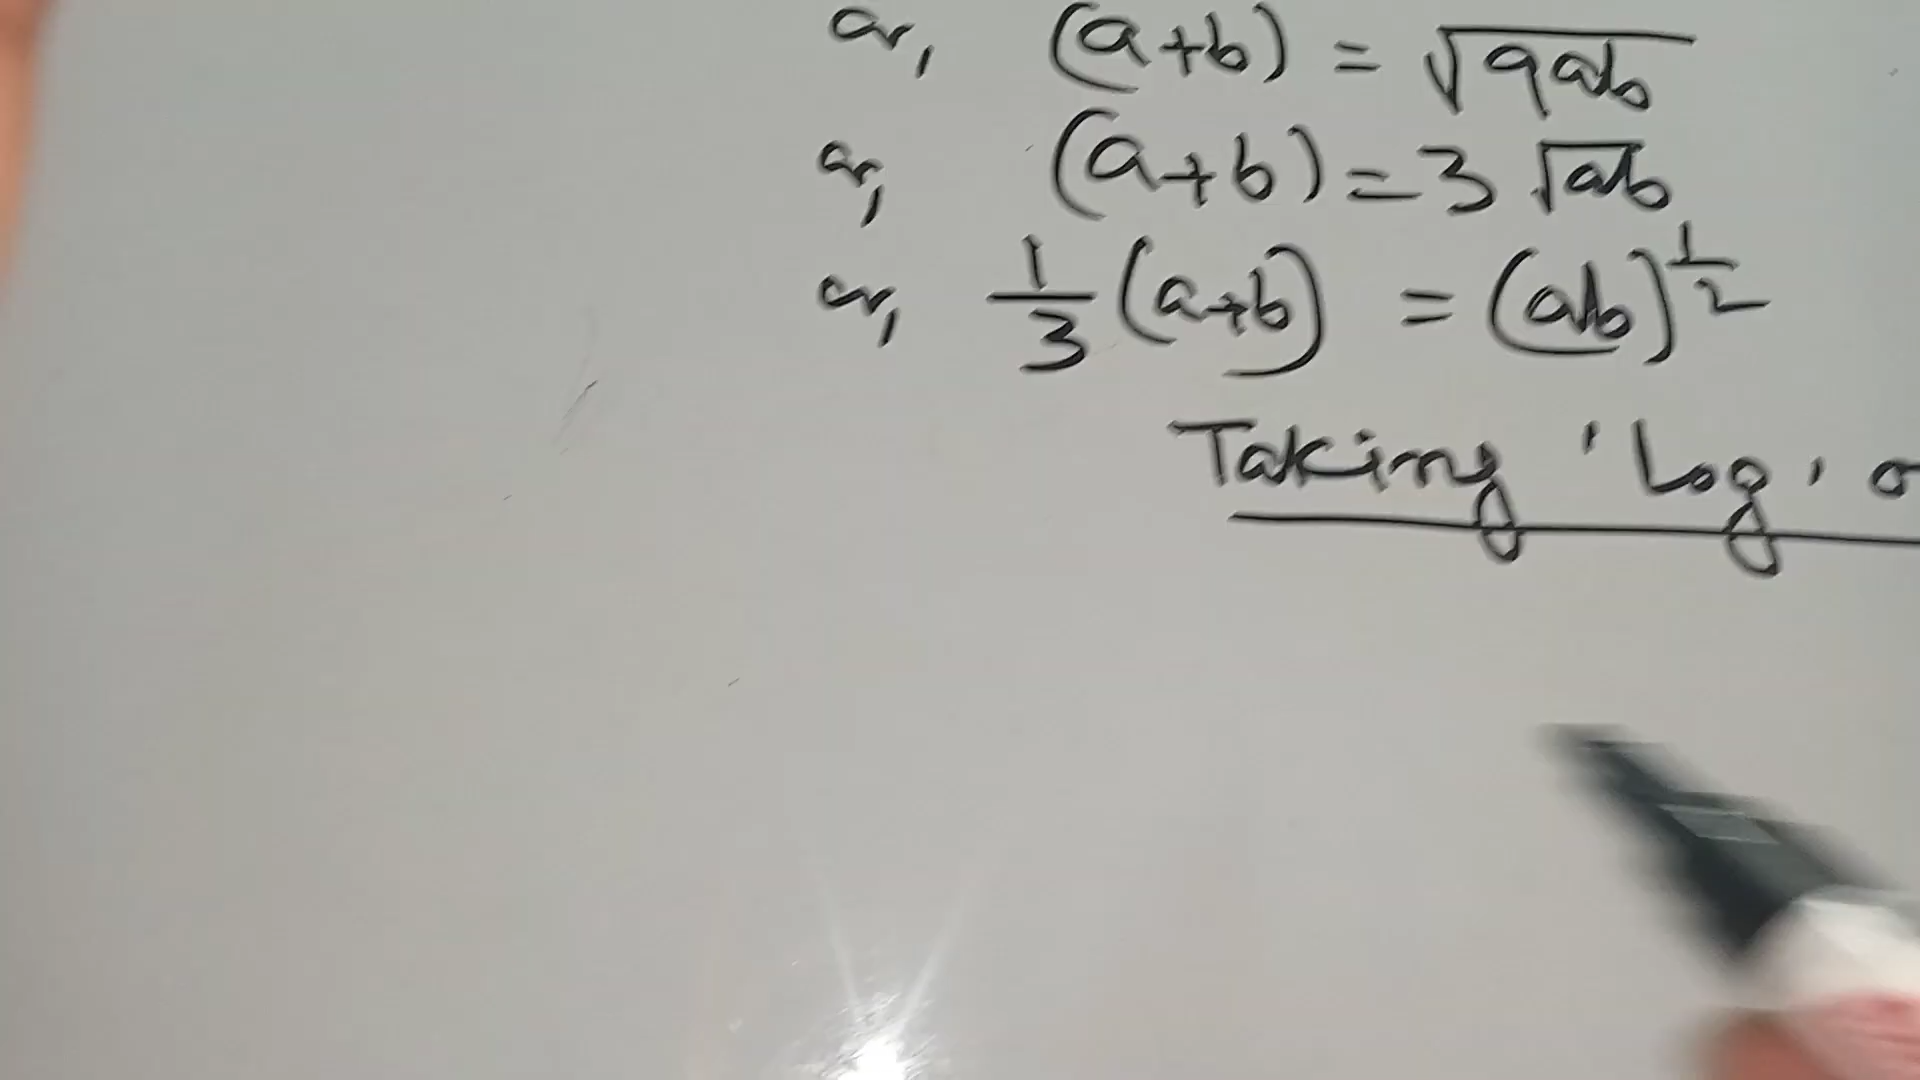 or, (a+b) = √9ab
or, (a+b) = 3 √ab
or, 1/3 (a+b) = (ab)^1/2
Taking 'Log'